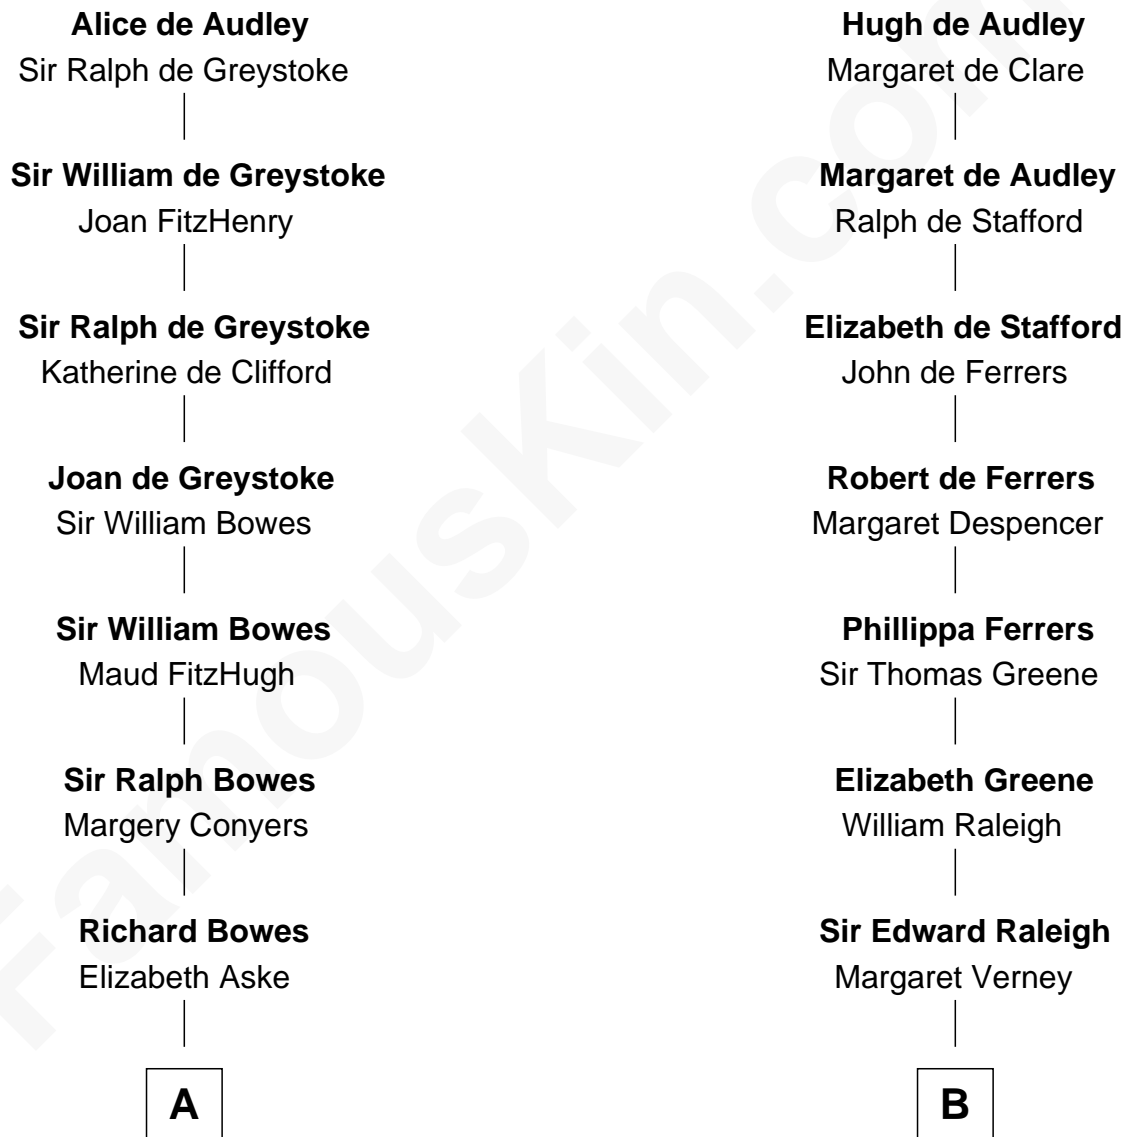 Alice de Audley
Sir Ralph de Greystoke
Sir William de Greystoke
Joan FitzHenry
Sir Ralph de Greystoke
Katherine de Clifford
Joan de Greystoke
Sir William Bowes
Sir William Bowes
Maud FitzHugh
Sir Ralph Bowes
Margery Conyers
Richard Bowes
Elizabeth Aske
A
Hugh de Audley
Margaret de Clare
Margaret de Audley
Ralph de Stafford
Elizabeth de Stafford
John de Ferrers
Robert de Ferrers
Margaret Despencer
Phillippa Ferrers
Sir Thomas Greene
Elizabeth Greene
William Raleigh
Sir Edward Raleigh
Margaret Verney
B
FamousKin.com